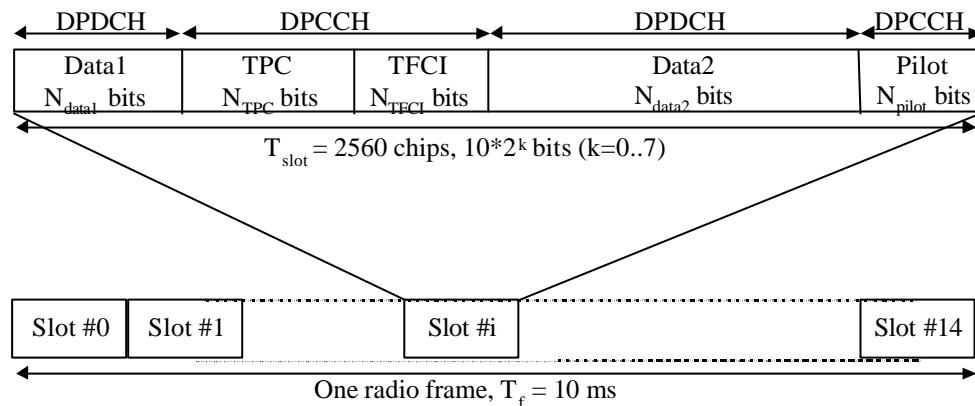 DPDCH DPCCH DPDCH DPCCH
Data1 TPC TFCI Data2 Pilot
N_data1 bits N_TPC bits N_TFCI bits N_data2 bits N_pilot bits
T_slot = 2560 chips, 10*2^k bits (k=0..7)
Slot #0 Slot #1 Slot #i Slot #14
One radio frame, T_f = 10 ms